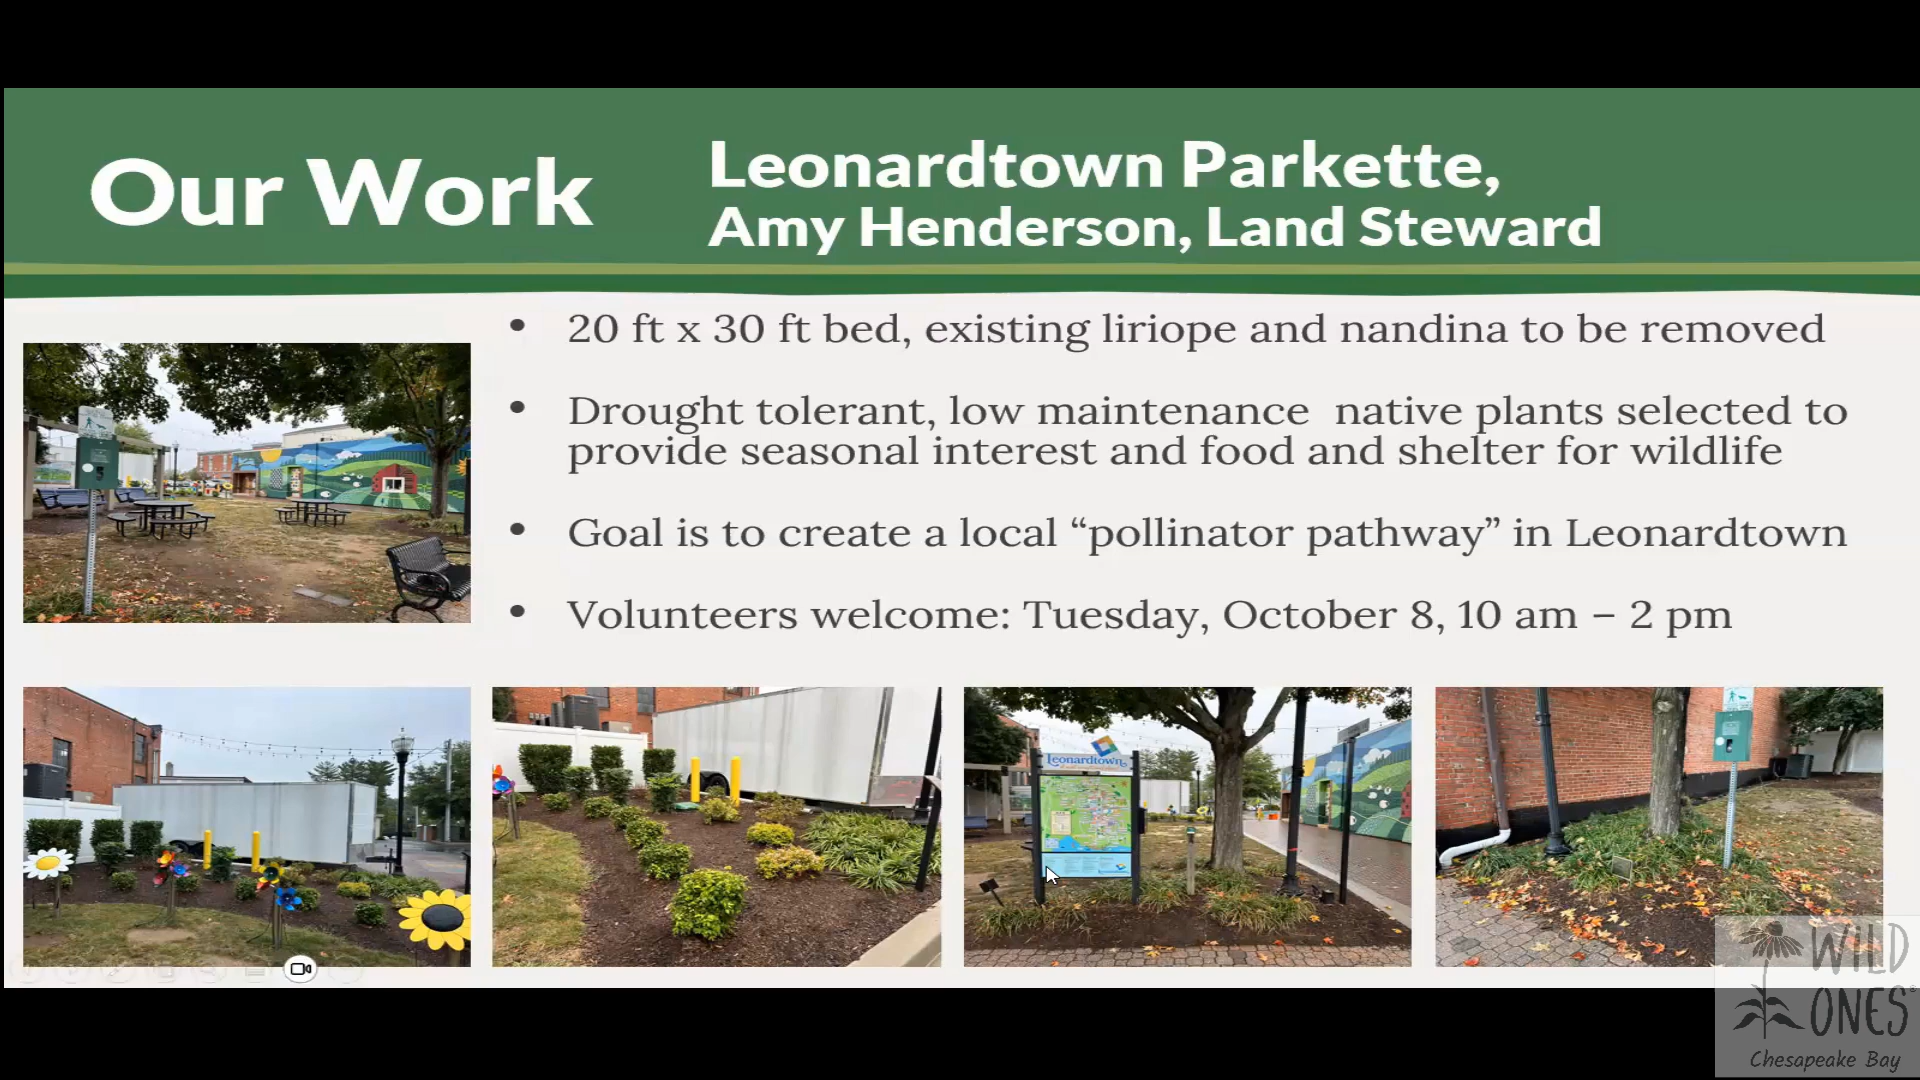 Our Work
Leonardtown Parkette,
Amy Henderson, Land Steward
• 20 ft x 30 ft bed, existing liriope and nandina to be removed
• Drought tolerant, low maintenance native plants selected to
provide seasonal interest and food and shelter for wildlife
• Goal is to create a local “pollinator pathway” in Leonardtown
• Volunteers welcome: Tuesday, October 8, 10 am – 2 pm
Leonardtown
WILD
ONES®
Chesapeake Bay